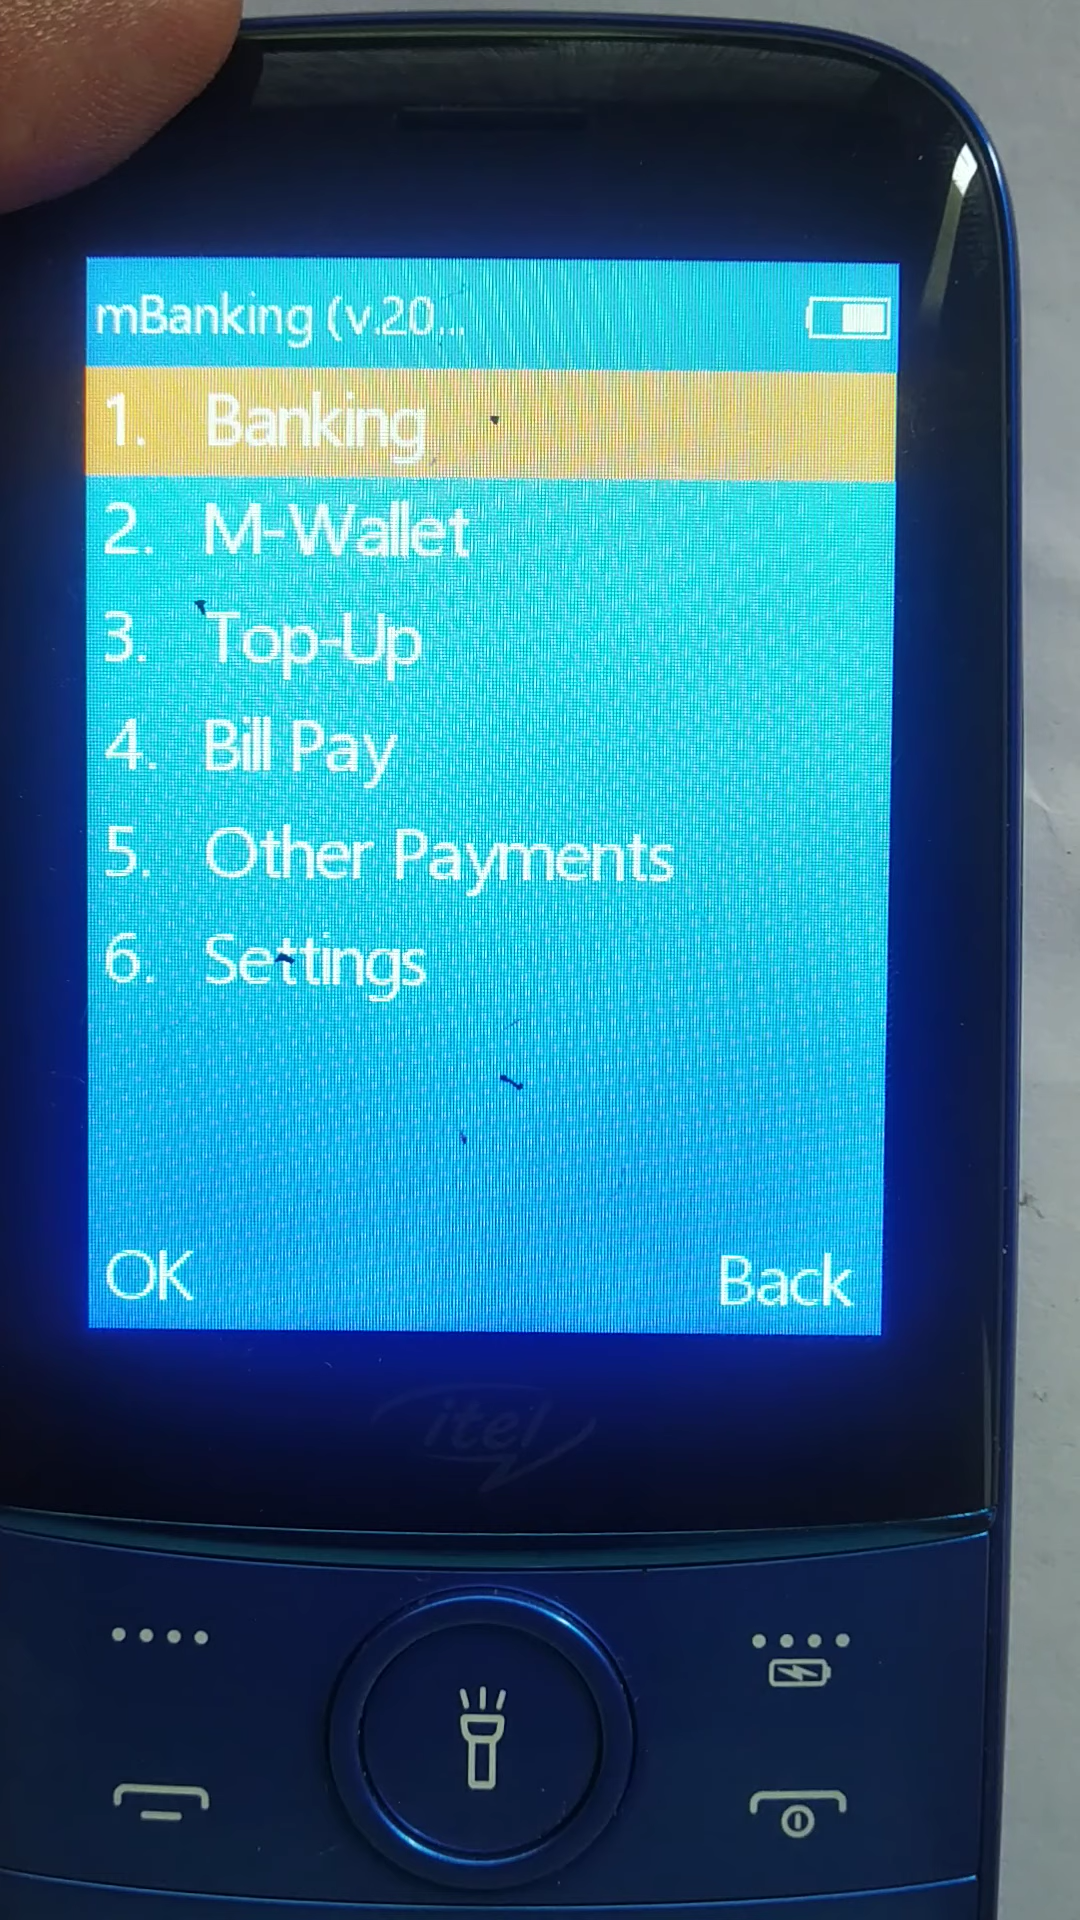 mBanking (v.20...
1. Banking
2. M-Wallet
3. Top-Up
4. Bill Pay
5. Other Payments
6. Settings
OK Back
itel